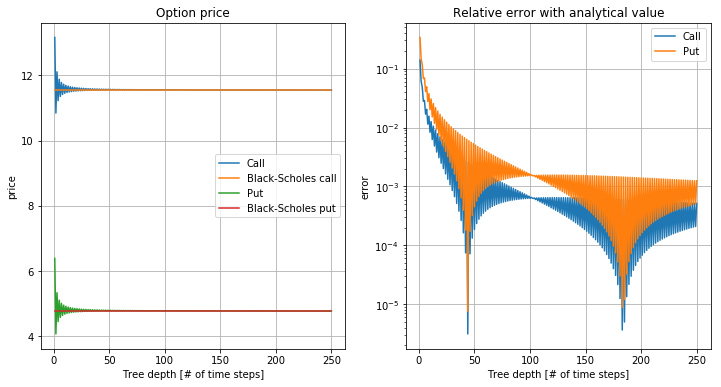 Option price
12
10
8
6
4
price
0
50
100
150
200
250
Tree depth [# of time steps]
Call
Black-Scholes call
Put
Black-Scholes put
Relative error with analytical value
10⁻¹
10⁻²
10⁻³
10⁻⁴
10⁻⁵
error
0
50
100
150
200
250
Tree depth [# of time steps]
Call
Put